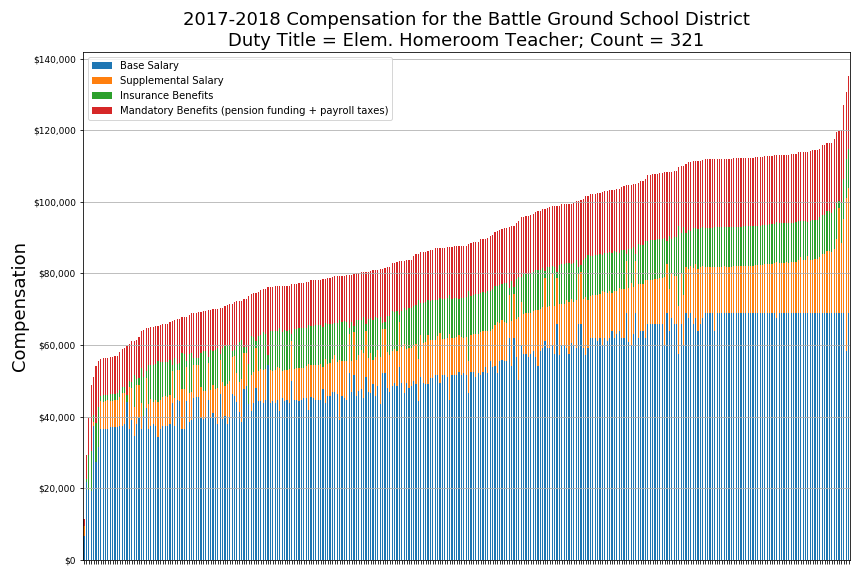 2017-2018 Compensation for the Battle Ground School District
Duty Title = Elem. Homeroom Teacher; Count = 321
Base Salary
Supplemental Salary
Insurance Benefits
Mandatory Benefits (pension funding + payroll taxes)
$140,000
$120,000
$100,000
$80,000
$60,000
$40,000
$20,000
$0
Compensation